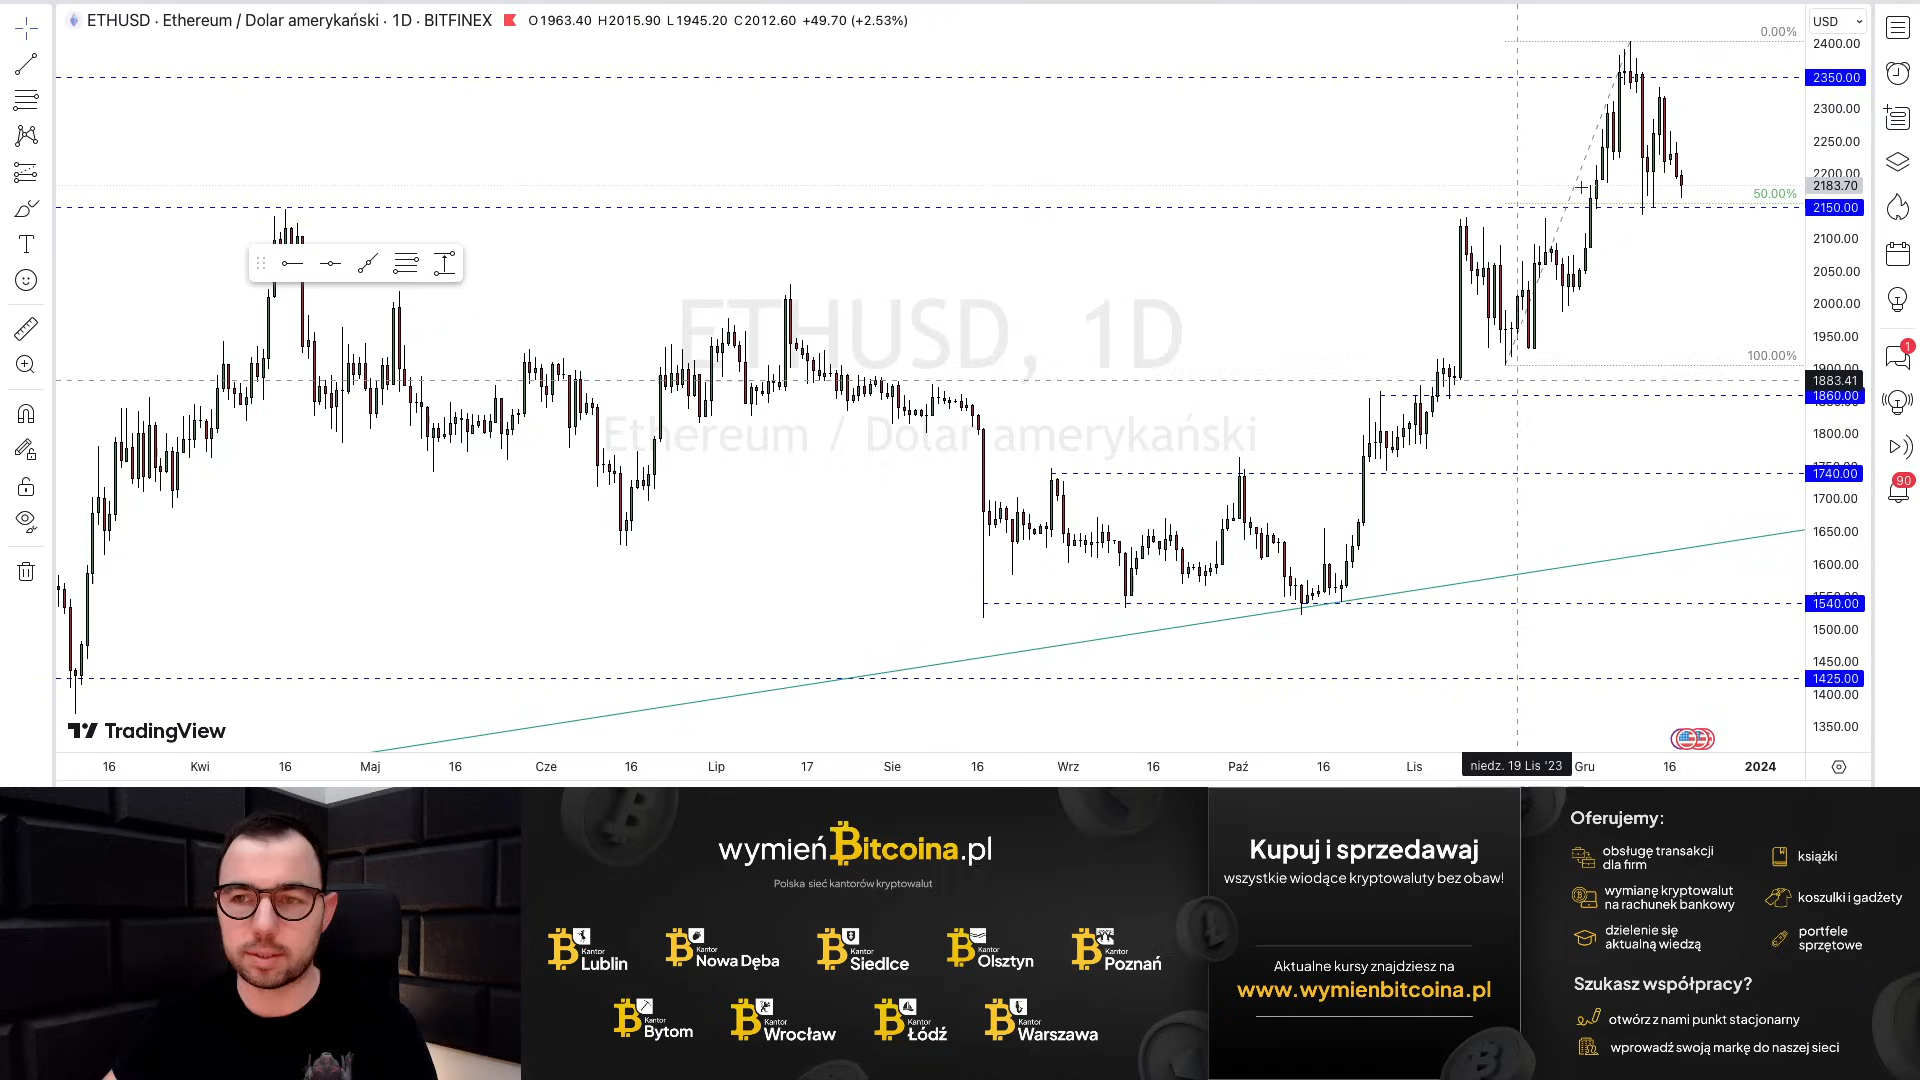 ETHUSD · Ethereum / Dolar amerykański · 1D · BITFINEX O1963.40 H2015.90 L1945.20 C2012.60 +49.70 (+2.53%)
USD
0.00%
2400.00
2350.00
2300.00
2250.00
2200.00
2183.70
50.00%
2150.00
2100.00
2050.00
2000.00
1950.00
100.00%
1900.00
1883.41
1860.00
1800.00
1740.00
1700.00
1650.00
1600.00
1540.00
1500.00
1450.00
1425.00
1400.00
1350.00
ETHUSD, 1D
Ethereum / Dolar amerykański
1
90
TradingView
16 Kwi 16 Maj 16 Cze 16 Lip 17 Sie 16 Wrz 16 Paź 16 Lis niedz. 19 Lis '23 Gru 16 2024
wymieńBitcoina.pl
Polska sieć kantorów kryptowalut
Kantor Lublin
Kantor Nowa Dęba
Kantor Siedlce
Kantor Olsztyn
Kantor Poznań
Kantor Bytom
Kantor Wrocław
Kantor Łódź
Kantor Warszawa
Kupuj i sprzedawaj
wszystkie wiodące kryptowaluty bez obaw!
Aktualne kursy znajdziesz na
www.wymienbitcoina.pl
Oferujemy:
obsługę transakcji
dla firm
książki
wymianę kryptowalut
na rachunek bankowy
koszulki i gadżety
dzielenie się
aktualną wiedzą
portfele
sprzętowe
Szukasz współpracy?
otwórz z nami punkt stacjonarny
wprowadź swoją markę do naszej sieci